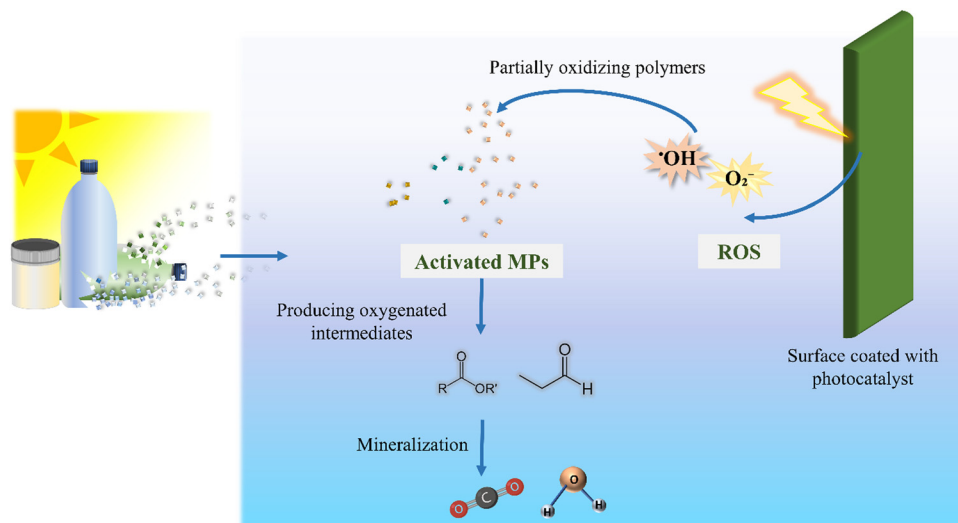 Partially oxidizing polymers
•OH
O₂⁻
ROS
Activated MPs
Producing oxygenated
intermediates
Surface coated with
photocatalyst
O
R
OR'
O
H
Mineralization
O
C
O
O
H
H